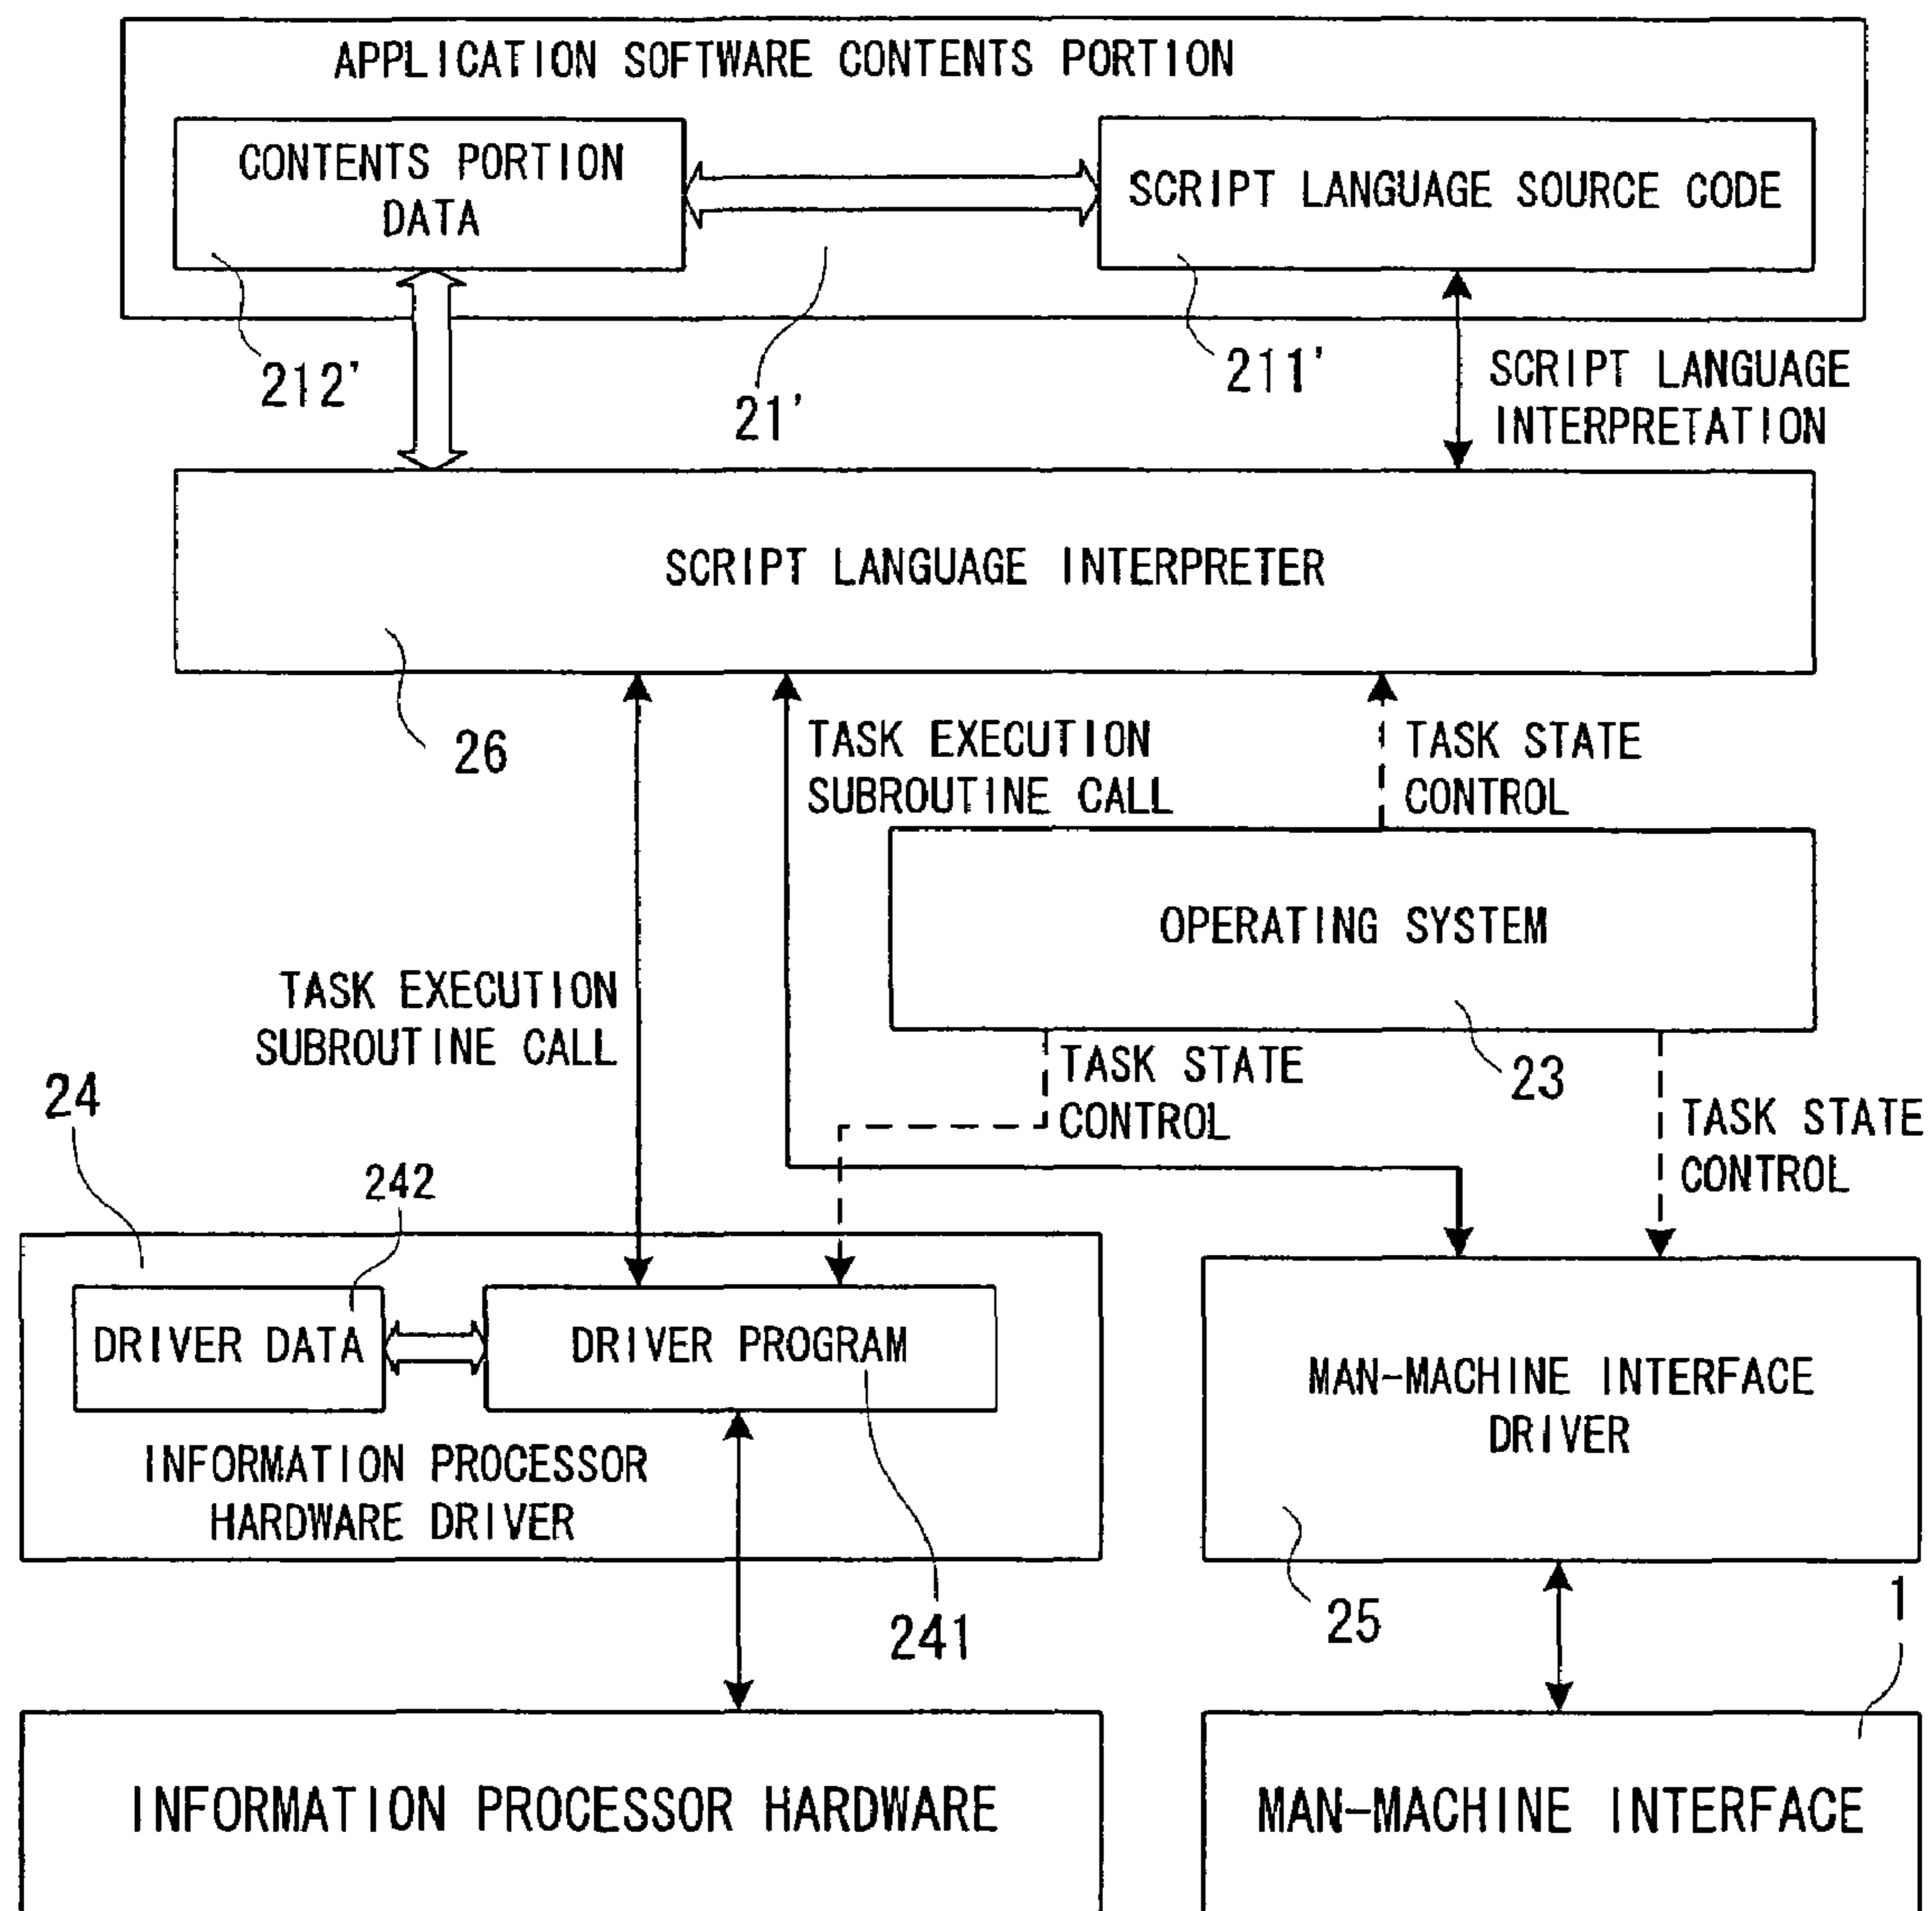 APPLICATION SOFTWARE CONTENTS PORTION
CONTENTS PORTION
DATA
SCRIPT LANGUAGE SOURCE CODE
212'
21'
211'
SCRIPT LANGUAGE
INTERPRETATION
SCRIPT LANGUAGE INTERPRETER
26
TASK EXECUTION
SUBROUTINE CALL
TASK STATE
CONTROL
OPERATING SYSTEM
TASK EXECUTION
SUBROUTINE CALL
23
TASK STATE
CONTROL
TASK STATE
CONTROL
24
242
DRIVER DATA
DRIVER PROGRAM
INFORMATION PROCESSOR
HARDWARE DRIVER
241
MAN-MACHINE INTERFACE
DRIVER
25
1
INFORMATION PROCESSOR HARDWARE
MAN-MACHINE INTERFACE